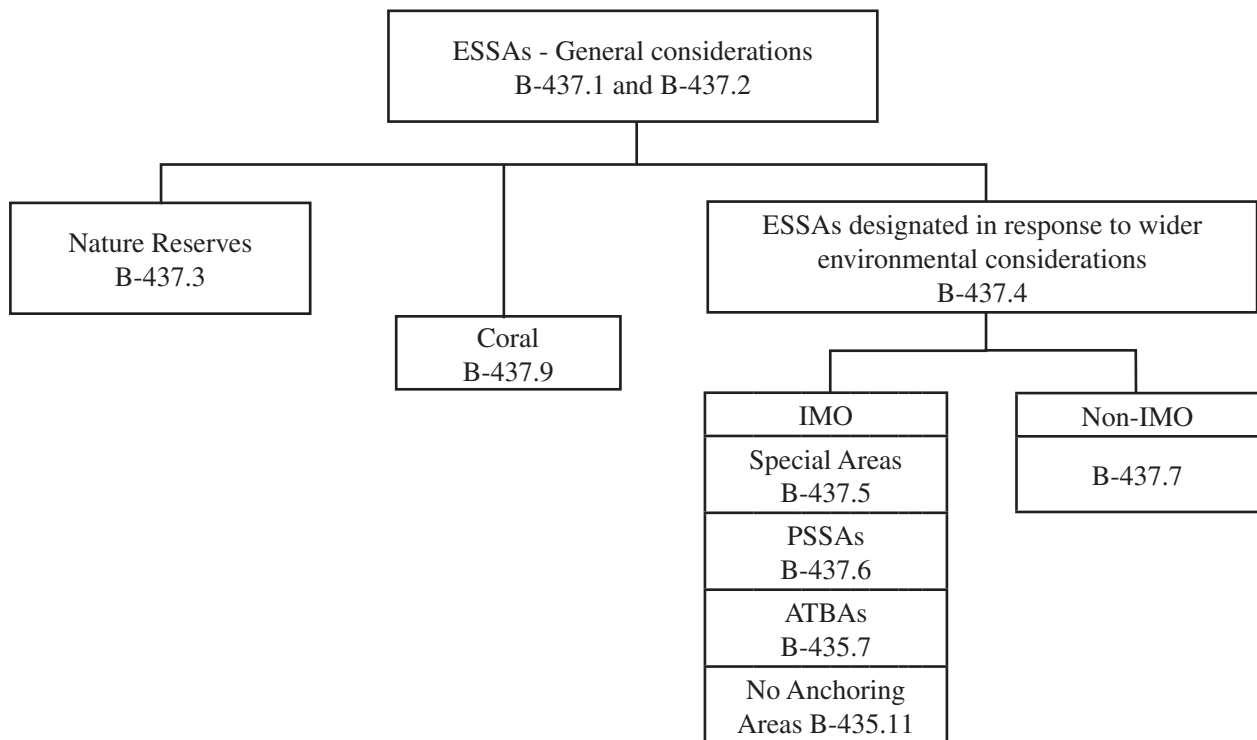 ESSAs - General considerations
B-437.1 and B-437.2
Nature Reserves
B-437.3
Coral
B-437.9
ESSAs designated in response to wider
environmental considerations
B-437.4
IMO
Special Areas
B-437.5
PSSAs
B-437.6
ATBAs
B-435.7
No Anchoring
Areas B-435.11
Non-IMO
B-437.7